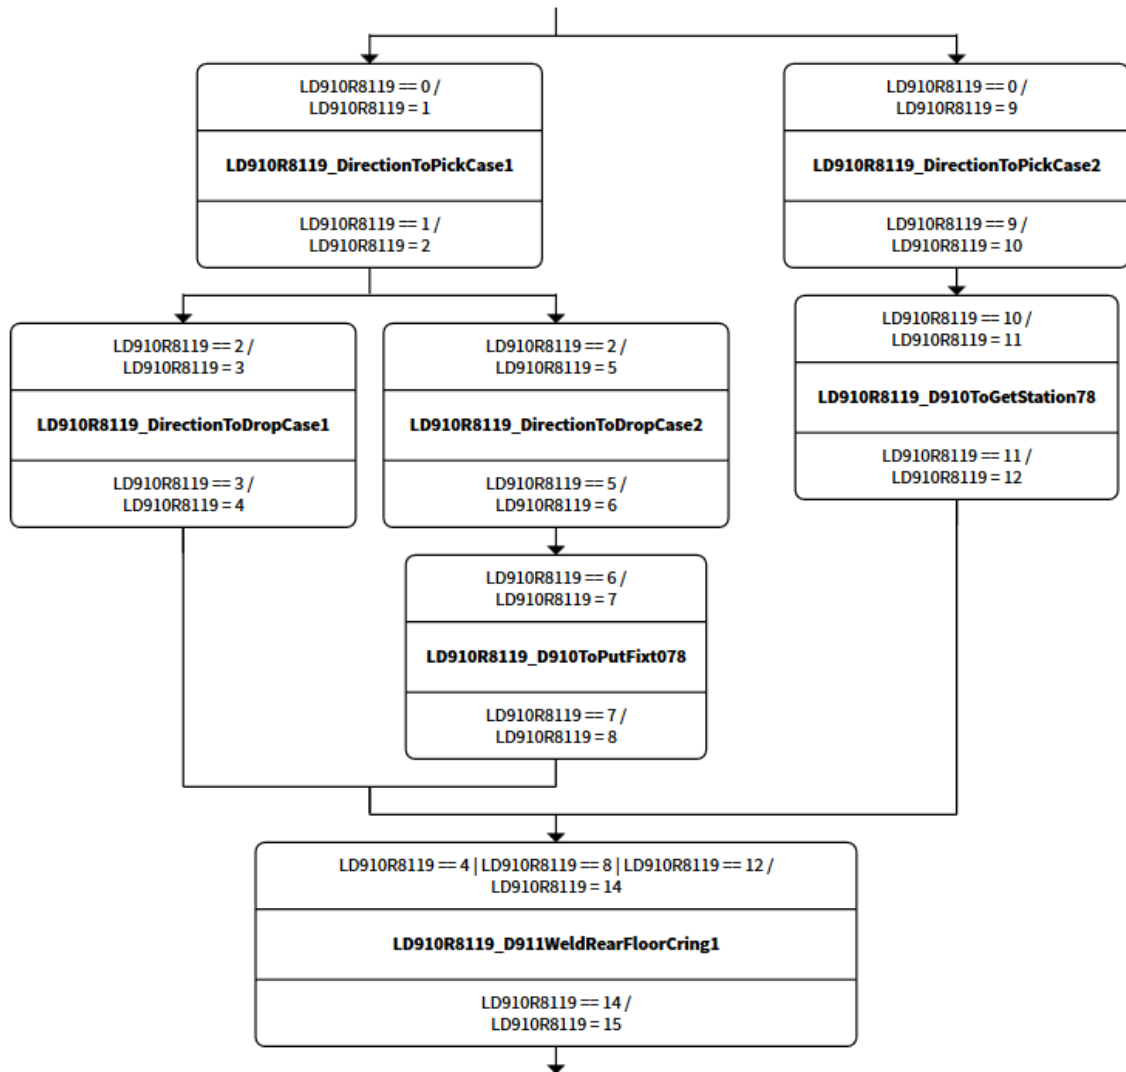 LD910R8119 == 0 /
LD910R8119 = 1
LD910R8119_DirectionToPickCase1
LD910R8119 == 1 /
LD910R8119 = 2
LD910R8119 == 0 /
LD910R8119 = 9
LD910R8119_DirectionToPickCase2
LD910R8119 == 9 /
LD910R8119 = 10
LD910R8119 == 2 /
LD910R8119 = 3
LD910R8119_DirectionToDropCase1
LD910R8119 == 3 /
LD910R8119 = 4
LD910R8119 == 2 /
LD910R8119 = 5
LD910R8119_DirectionToDropCase2
LD910R8119 == 5 /
LD910R8119 = 6
LD910R8119 == 10 /
LD910R8119 = 11
LD910R8119_D910ToGetStation78
LD910R8119 == 11 /
LD910R8119 = 12
LD910R8119 == 6 /
LD910R8119 = 7
LD910R8119_D910ToPutFixt078
LD910R8119 == 7 /
LD910R8119 = 8
LD910R8119 == 4 | LD910R8119 == 8 | LD910R8119 == 12 /
LD910R8119 = 14
LD910R8119_D911WeldRearFloorCring1
LD910R8119 == 14 /
LD910R8119 = 15